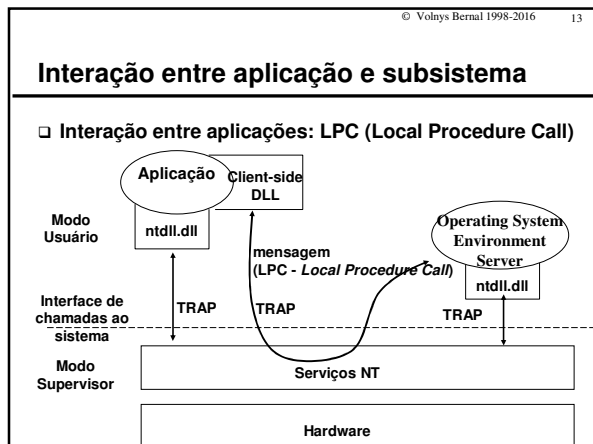 © Volnys Bernal 1998-2016 13
Interação entre aplicação e subsistema
❑ Interação entre aplicações: LPC (Local Procedure Call)
Aplicação
Client-side
DLL
ntdll.dll
Modo
Usuário
Operating System
Environment
Server
ntdll.dll
mensagem
(LPC - Local Procedure Call)
Interface de
chamadas ao
sistema
TRAP
TRAP
TRAP
Modo
Supervisor
Serviços NT
Hardware